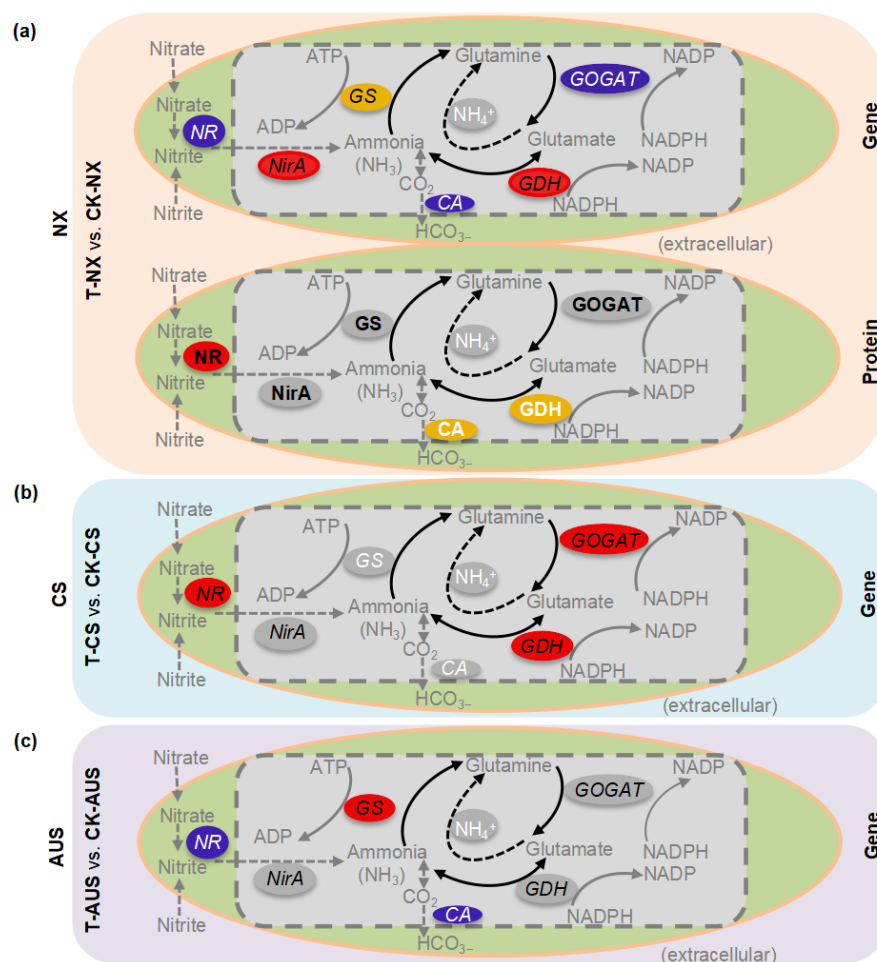 (a)
NX
T-NX vs. CK-NX
Gene
Nitrate
Nitrate
NR
Nitrite
Nitrite
ATP
GS
ADP
NirA
Ammonia
(NH3)
CO2
CA
HCO3–
Glutamine
NH4+
Glutamate
GOGAT
GDH
NADP
NADPH
NADP
NADPH
(extracellular)
Protein
Nitrate
Nitrate
NR
Nitrite
Nitrite
ATP
GS
ADP
NirA
Ammonia
(NH3)
CO2
CA
HCO3–
Glutamine
NH4+
Glutamate
GOGAT
GDH
NADP
NADPH
NADP
NADPH
(b)
CS
T-CS vs. CK-CS
Gene
Nitrate
Nitrate
NR
Nitrite
Nitrite
ATP
GS
ADP
NirA
Ammonia
(NH3)
CO2
CA
HCO3–
Glutamine
NH4+
Glutamate
GOGAT
GDH
NADP
NADPH
NADP
NADPH
(extracellular)
(c)
AUS
T-AUS vs. CK-AUS
Gene
Nitrate
Nitrate
NR
Nitrite
Nitrite
ATP
GS
ADP
NirA
Ammonia
(NH3)
CO2
CA
HCO3–
Glutamine
NH4+
Glutamate
GOGAT
GDH
NADP
NADPH
NADP
NADPH
(extracellular)